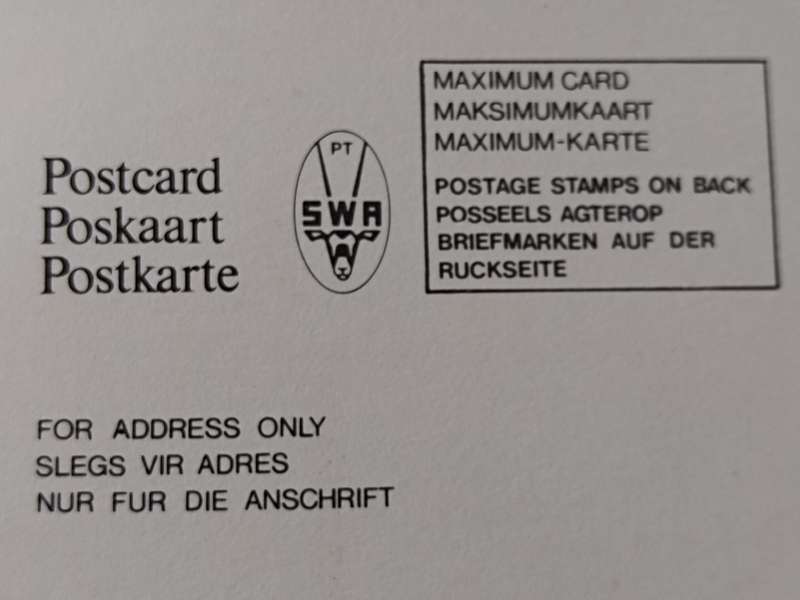 Postcard
Poskaart
Postkarte
PT
SWA
MAXIMUM CARD
MAKSIMUMKAART
MAXIMUM-KARTE
POSTAGE STAMPS ON BACK
POSSEELS AGTEROP
BRIEFMARKEN AUF DER
RUCKSEITE
FOR ADDRESS ONLY
SLEGS VIR ADRES
NUR FUR DIE ANSCHRIFT